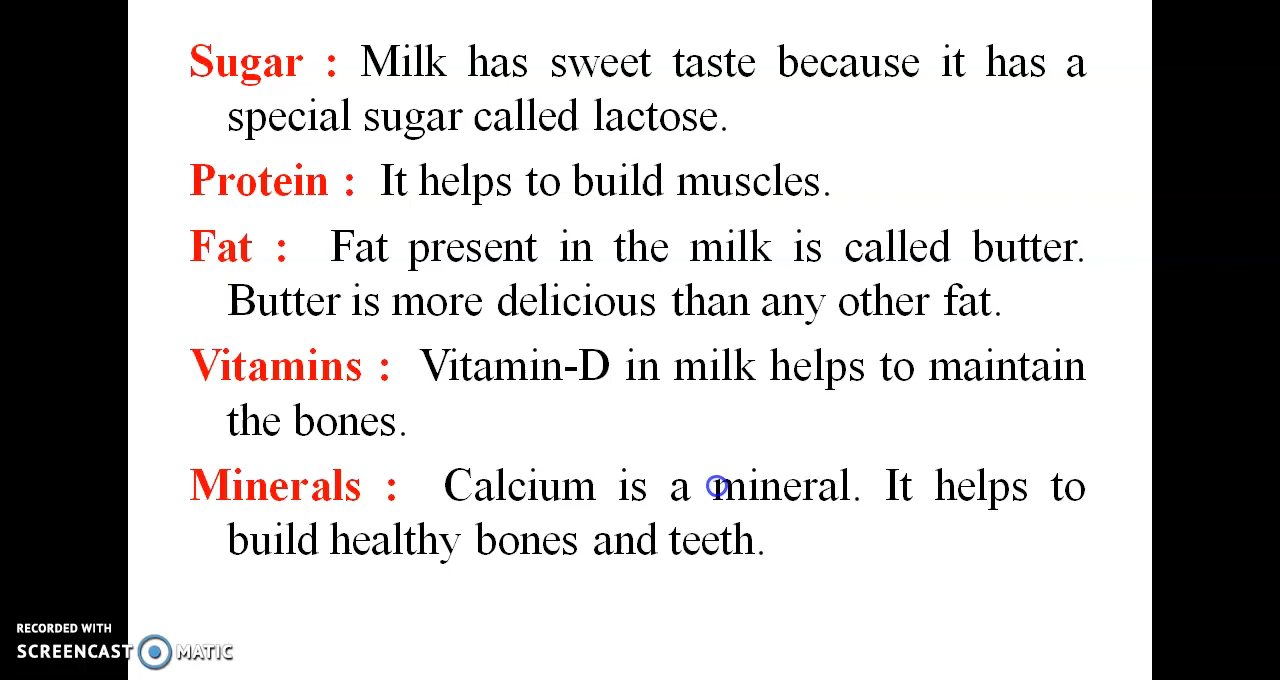 Sugar : Milk has sweet taste because it has a
special sugar called lactose.
Protein : It helps to build muscles.
Fat : Fat present in the milk is called butter.
Butter is more delicious than any other fat.
Vitamins : Vitamin-D in milk helps to maintain
the bones.
Minerals : Calcium is a mineral. It helps to
build healthy bones and teeth.
RECORDED WITH
SCREENCAST MATIC